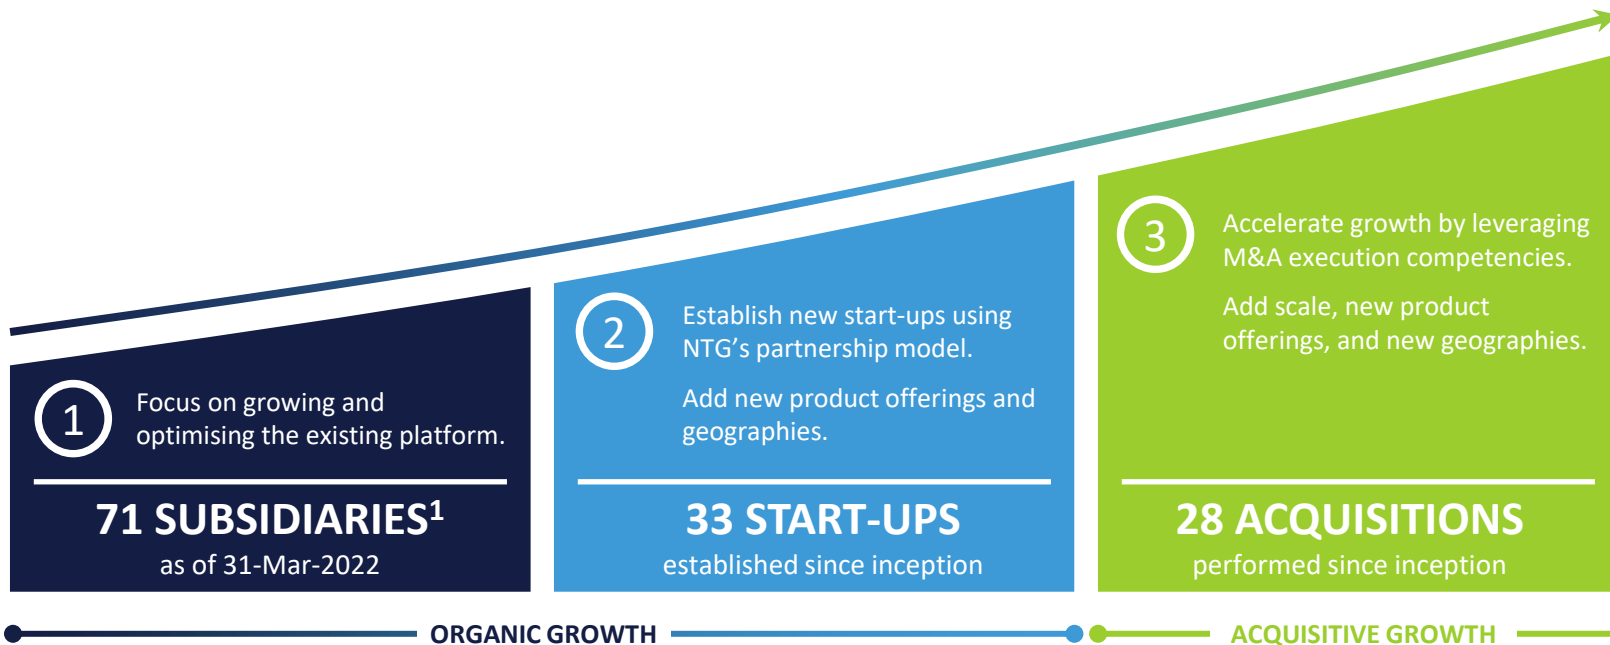 1
Focus on growing and
optimising the existing platform.
71 SUBSIDIARIES¹
as of 31-Mar-2022
2
Establish new start-ups using
NTG’s partnership model.
Add new product offerings and
geographies.
33 START-UPS
established since inception
3
Accelerate growth by leveraging
M&A execution competencies.
Add scale, new product
offerings, and new geographies.
28 ACQUISITIONS
performed since inception
ORGANIC GROWTH
ACQUISITIVE GROWTH